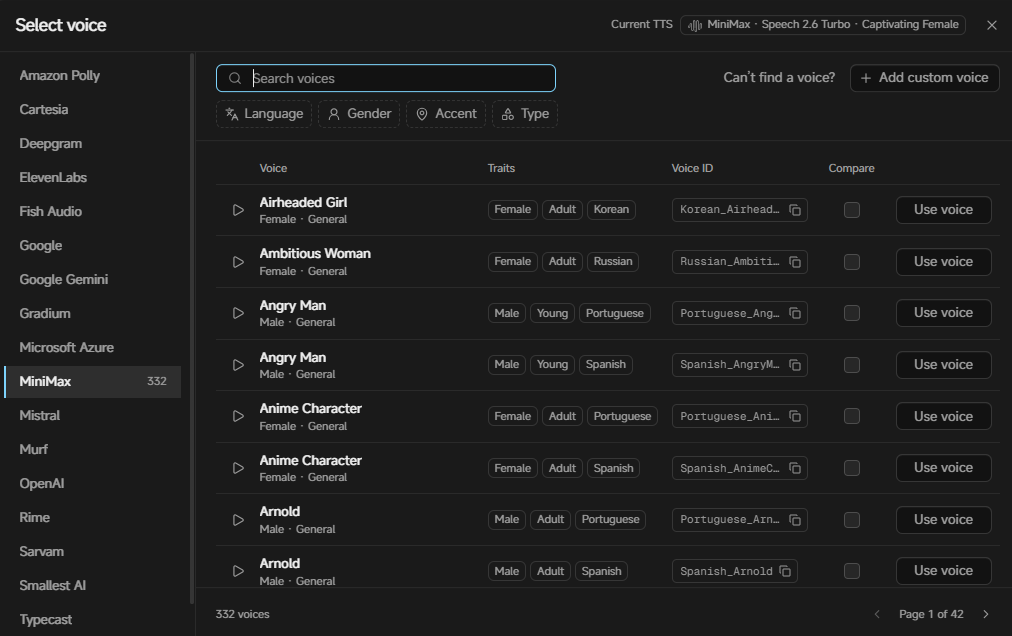 Select voice
Current TTS MiniMax · Speech 2.6 Turbo · Captivating Female
Amazon Polly
Cartesia
Deepgram
ElevenLabs
Fish Audio
Google
Google Gemini
Gradium
Microsoft Azure
MiniMax 332
Mistral
Murf
OpenAI
Rime
Sarvam
Smallest AI
Typecast
Search voices
Can't find a voice? + Add custom voice
Language Gender Accent Type
Voice Traits Voice ID Compare
Airheaded Girl
Female · General
Female Adult Korean Korean_Airhead… Use voice
Ambitious Woman
Female · General
Female Adult Russian Russian_Ambiti… Use voice
Angry Man
Male · General
Male Young Portuguese Portuguese_Ang… Use voice
Angry Man
Male · General
Male Young Spanish Spanish_AngryM… Use voice
Anime Character
Female · General
Female Adult Portuguese Portuguese_Ani… Use voice
Anime Character
Female · General
Female Adult Spanish Spanish_AnimeC… Use voice
Arnold
Male · General
Male Adult Portuguese Portuguese_Arn… Use voice
Arnold
Male · General
Male Adult Spanish Spanish_Arnold Use voice
332 voices
Page 1 of 42